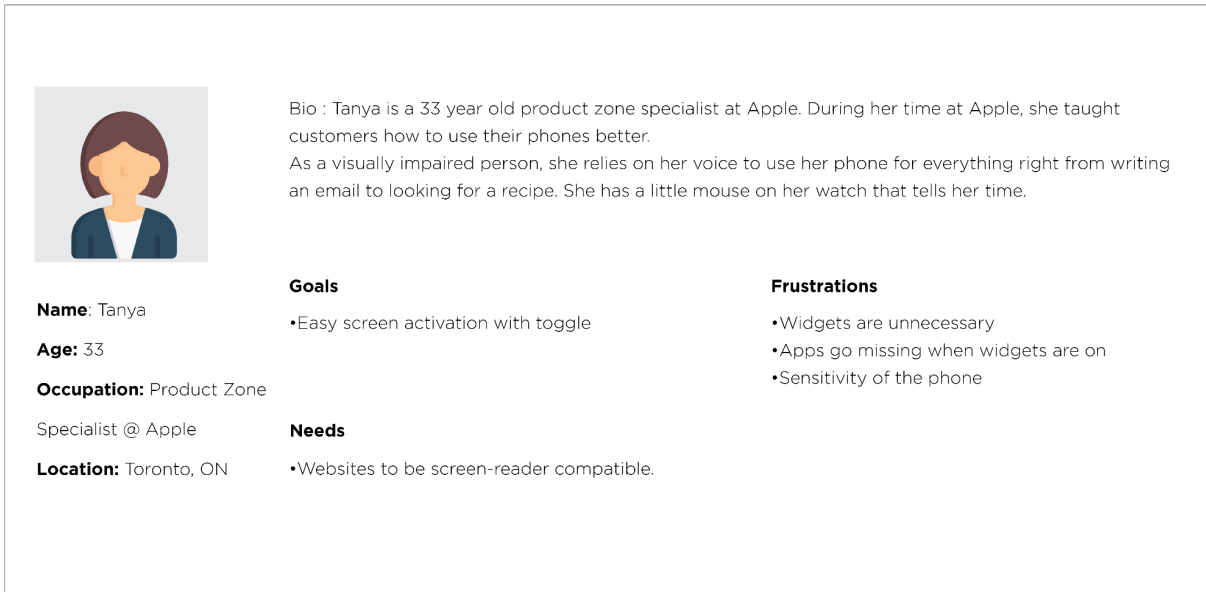 Bio : Tanya is a 33 year old product zone specialist at Apple. During her time at Apple, she taught
customers how to use their phones better.
As a visually impaired person, she relies on her voice to use her phone for everything right from writing
an email to looking for a recipe. She has a little mouse on her watch that tells her time.
Name: Tanya
Age: 33
Occupation: Product Zone
Specialist @ Apple
Location: Toronto, ON
Goals
•Easy screen activation with toggle
Needs
•Websites to be screen-reader compatible.
Frustrations
•Widgets are unnecessary
•Apps go missing when widgets are on
•Sensitivity of the phone